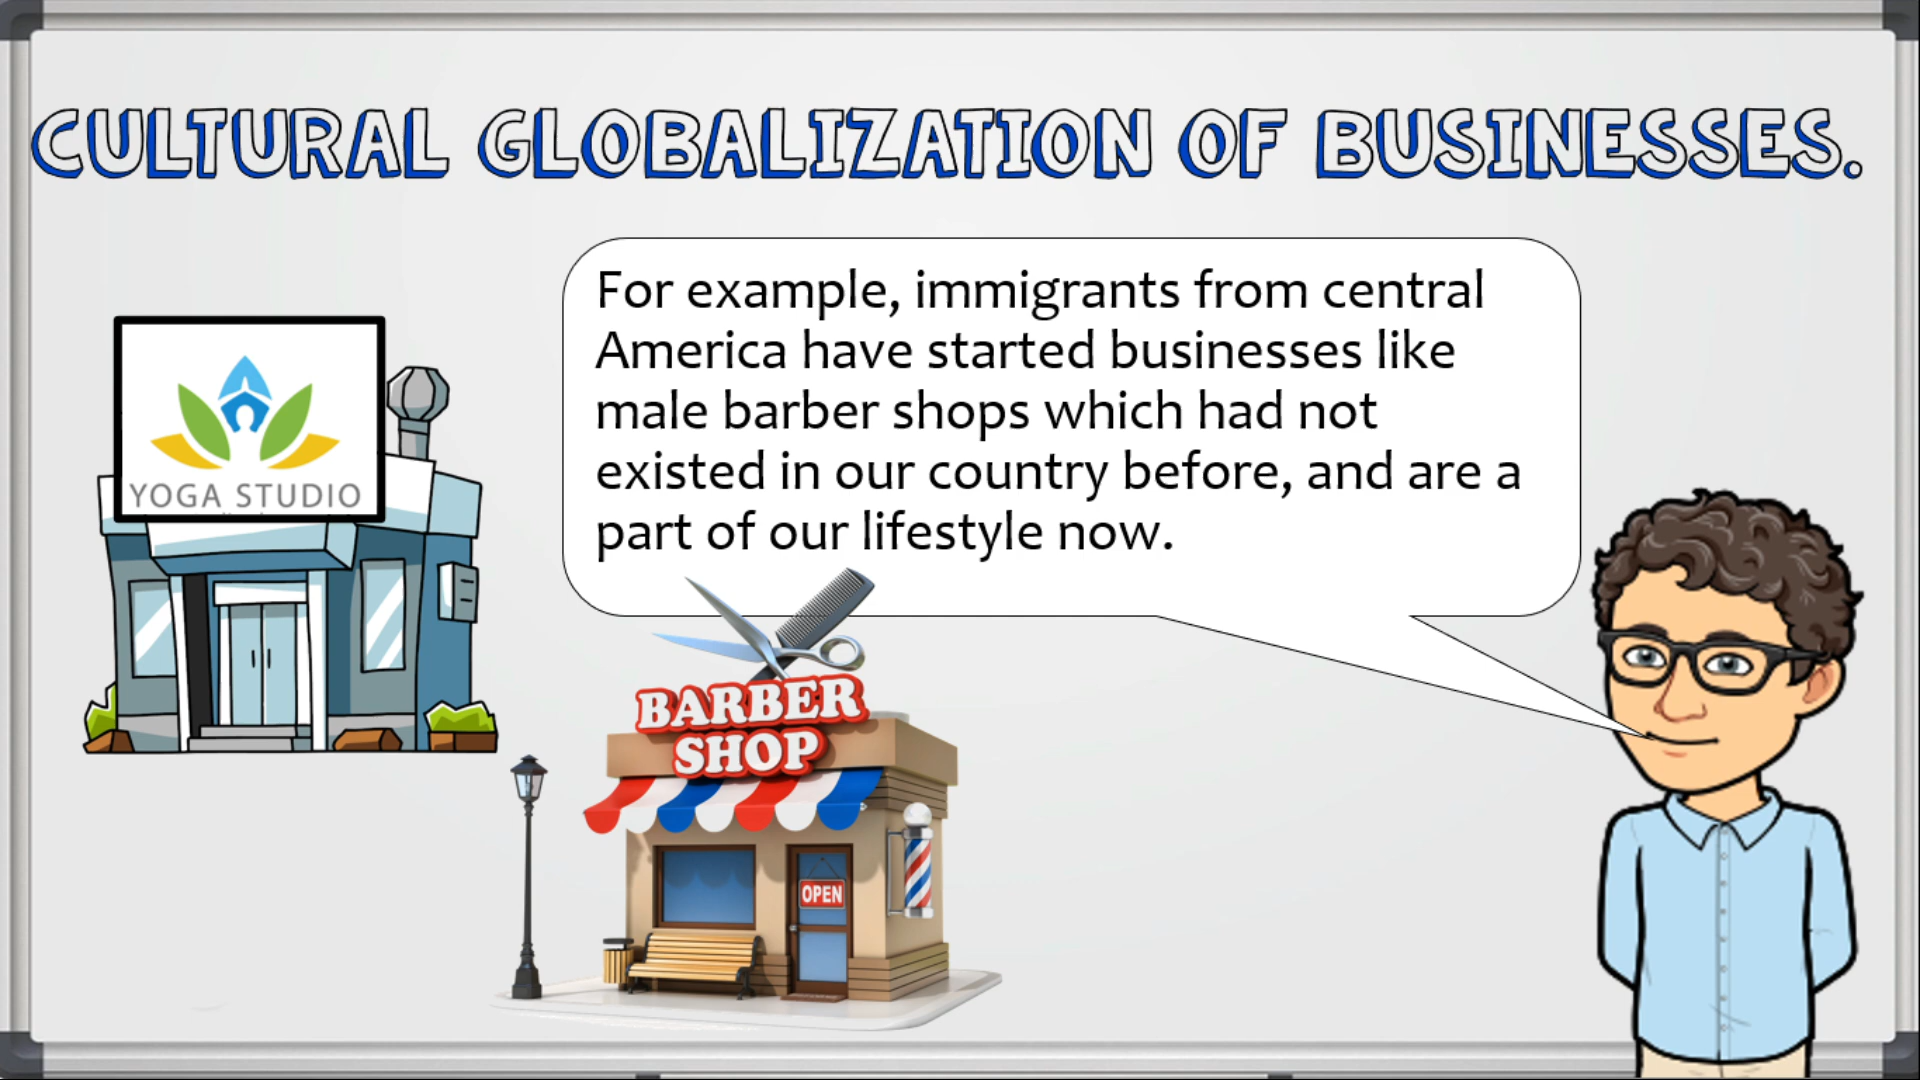 CULTURAL GLOBALIZATION OF BUSINESSES.
For example, immigrants from central
America have started businesses like
male barber shops which had not
existed in our country before, and are a
part of our lifestyle now.
YOGA STUDIO
BARBER
SHOP
OPEN